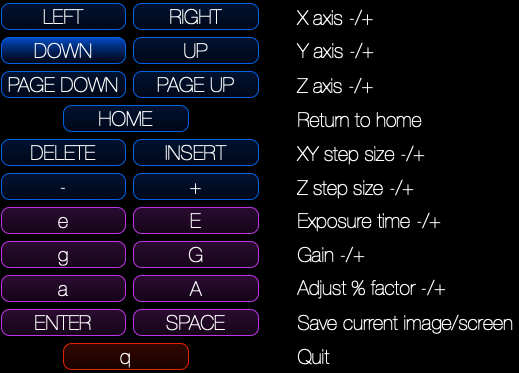 LEFT RIGHT X axis -/+
DOWN UP Y axis -/+
PAGE DOWN PAGE UP Z axis -/+
HOME Return to home
DELETE INSERT XY step size -/+
- + Z step size -/+
e E Exposure time -/+
g G Gain -/+
a A Adjust % factor -/+
ENTER SPACE Save current image/screen
q Quit